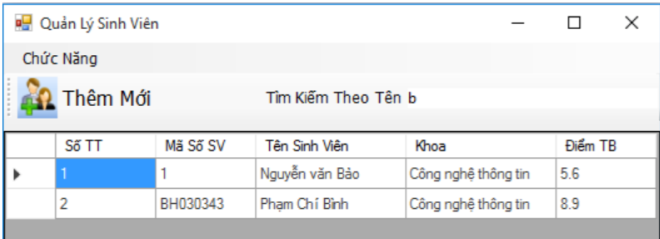 Quản Lý Sinh Viên
Chức Năng
Thêm Mới Tìm Kiếm Theo Tên b
Số TT Mã Số SV Tên Sinh Viên Khoa Điểm TB
1 1 Nguyễn văn Bảo Công nghệ thông tin 5.6
2 BH030343 Phạm Chí Bình Công nghệ thông tin 8.9